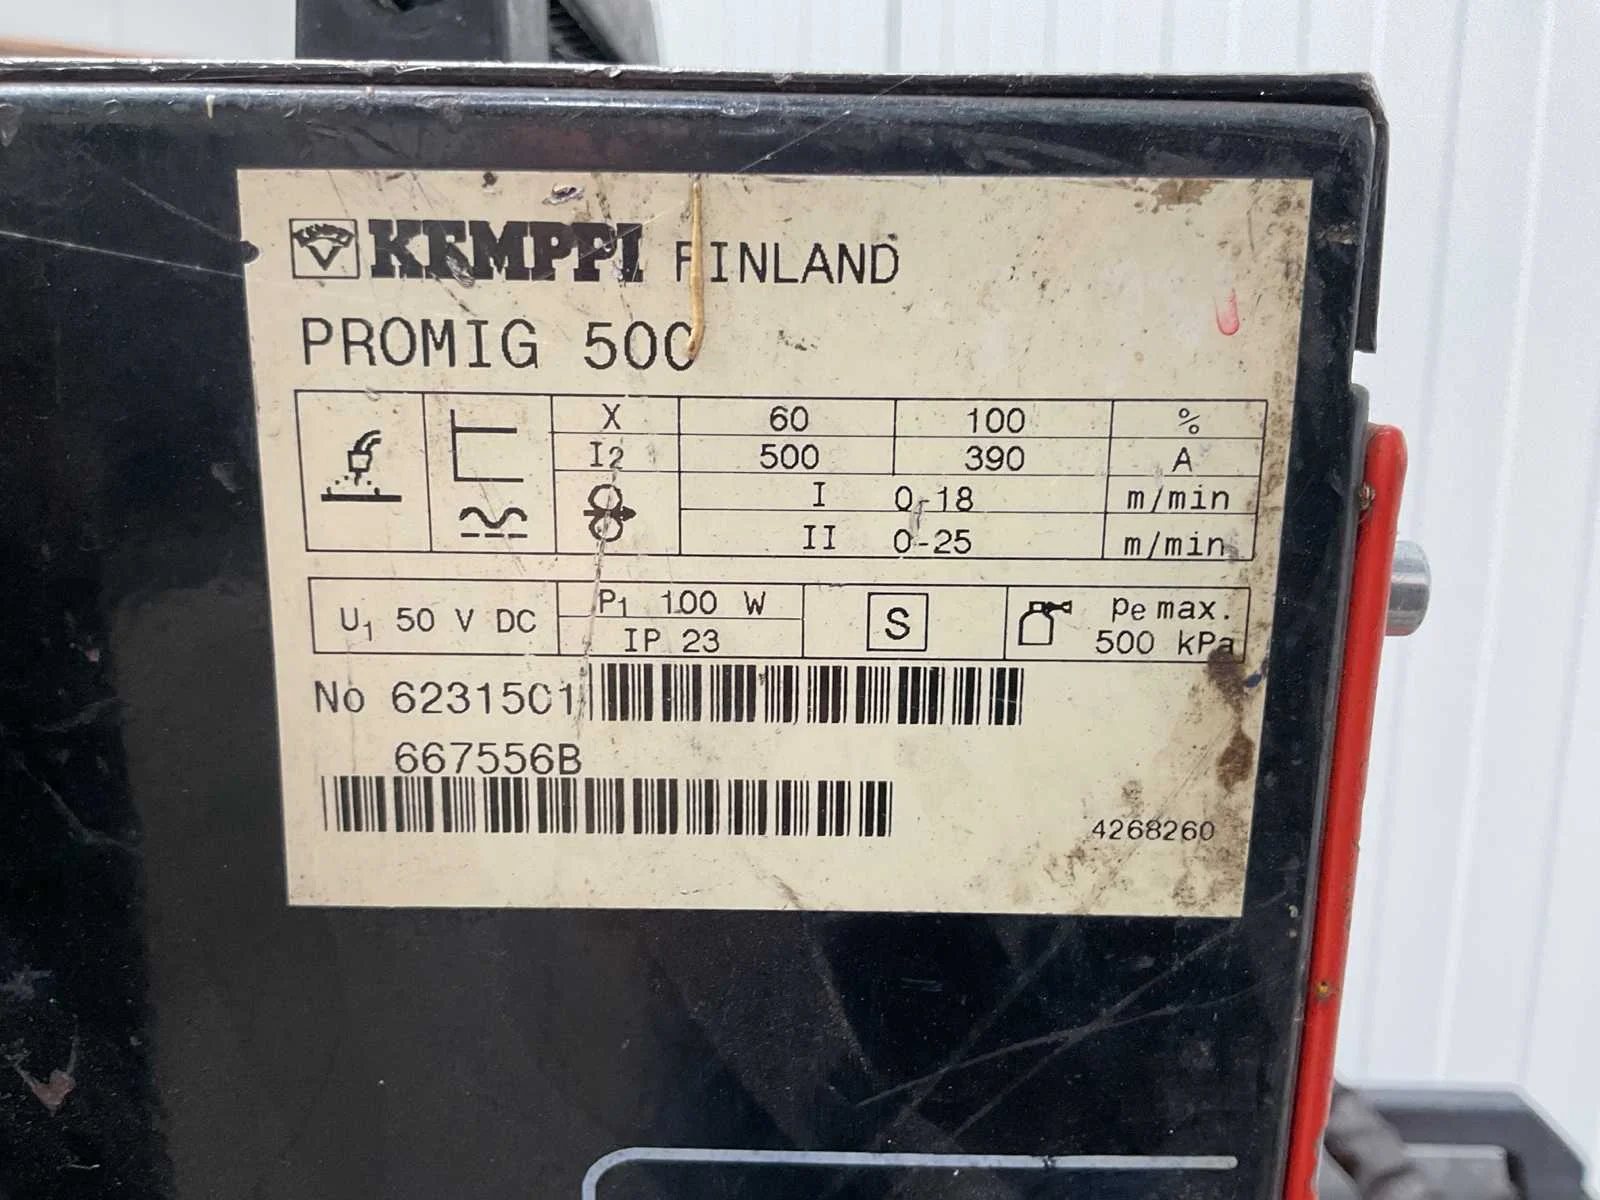 KEMPPI FINLAND
PROMIG 500
X 60 100 %
I2 500 390 A
I 0-18 m/min
II 0-25 m/min
U1 50 V DC
P1 100 W
IP 23
S
pe max.
500 kPa
No 6231501
667556B
4268260